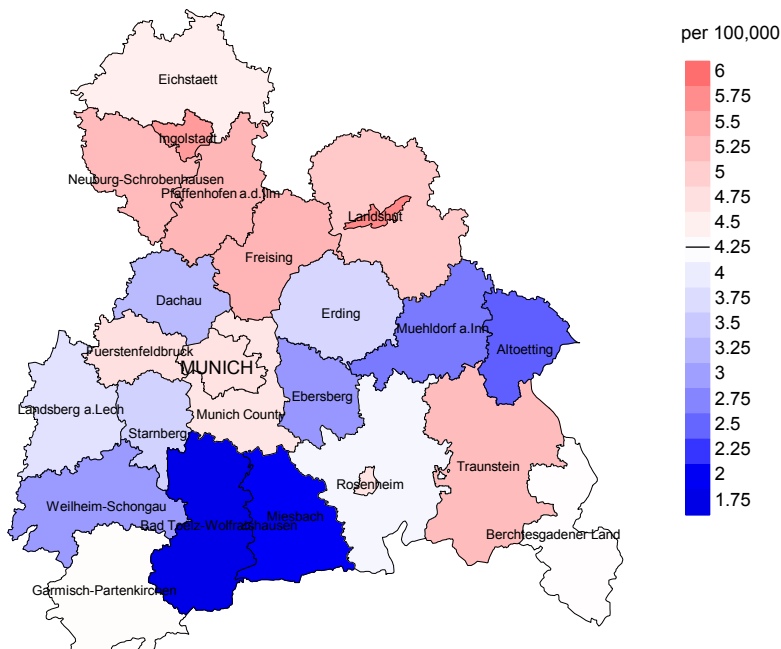 per 100,000
6
5.75
5.5
5.25
5
4.75
4.5
4.25
4
3.75
3.5
3.25
3
2.75
2.5
2.25
2
1.75
Eichstaett
Ingolstadt
Neuburg-Schrobenhausen
Pfaffenhofen a.d.Ilm
Landshut
Freising
Dachau
Erding
Muehldorf a.Inn
Altoetting
Fuerstenfeldbruck
MUNICH
Ebersberg
Landsberg a.Lech
Munich County
Starnberg
Traunstein
Rosenheim
Weilheim-Schongau
Bad Toelz-Wolfratshausen
Miesbach
Berchtesgadener Land
Garmisch-Partenkirchen